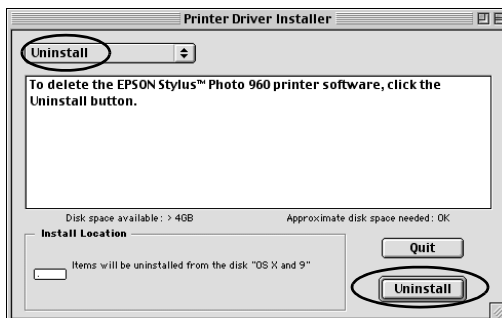 Printer Driver Installer
Uninstall
To delete the EPSON Stylus™ Photo 960 printer software, click the
Uninstall button.
Disk space available: > 4GB
Approximate disk space needed: OK
Install Location
Items will be uninstalled from the disk "OS X and 9"
Quit
Uninstall